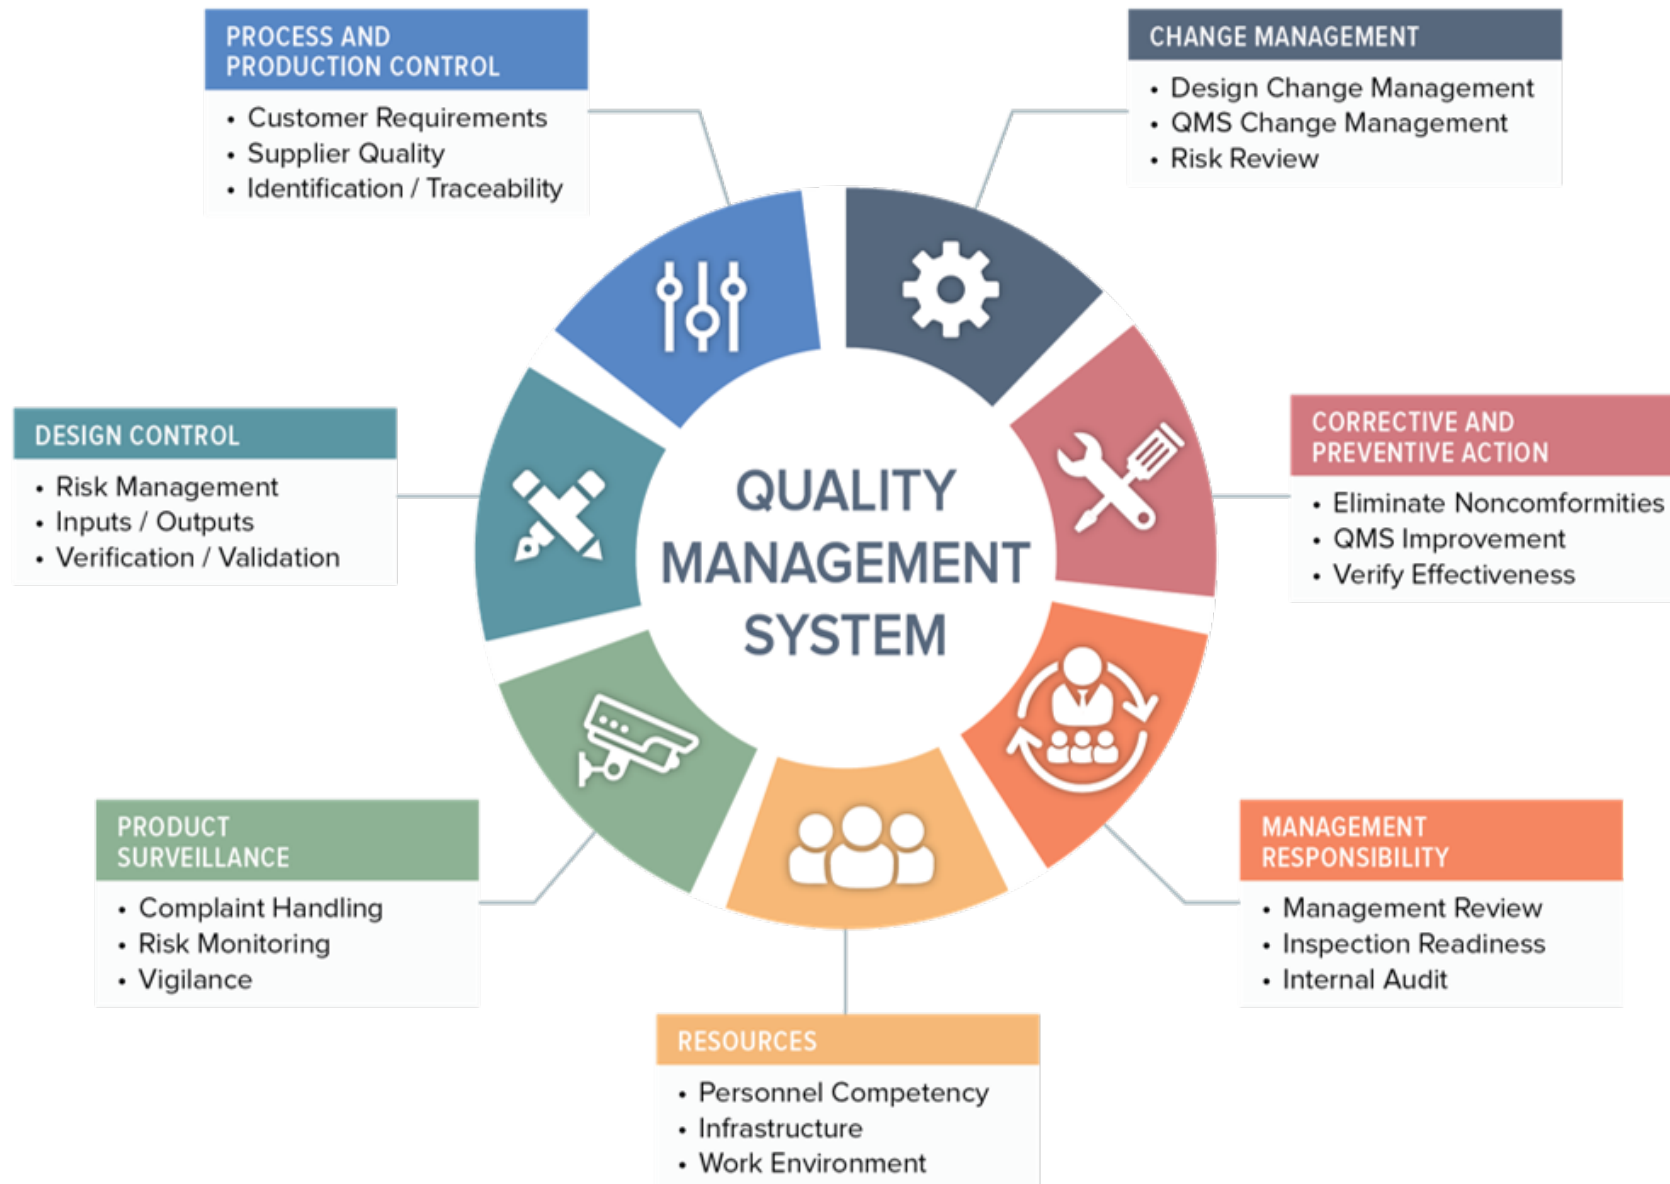 PROCESS AND
PRODUCTION CONTROL
• Customer Requirements
• Supplier Quality
• Identification / Traceability
CHANGE MANAGEMENT
• Design Change Management
• QMS Change Management
• Risk Review
DESIGN CONTROL
• Risk Management
• Inputs / Outputs
• Verification / Validation
QUALITY
MANAGEMENT
SYSTEM
CORRECTIVE AND
PREVENTIVE ACTION
• Eliminate Noncomformities
• QMS Improvement
• Verify Effectiveness
PRODUCT
SURVEILLANCE
• Complaint Handling
• Risk Monitoring
• Vigilance
MANAGEMENT
RESPONSIBILITY
• Management Review
• Inspection Readiness
• Internal Audit
RESOURCES
• Personnel Competency
• Infrastructure
• Work Environment